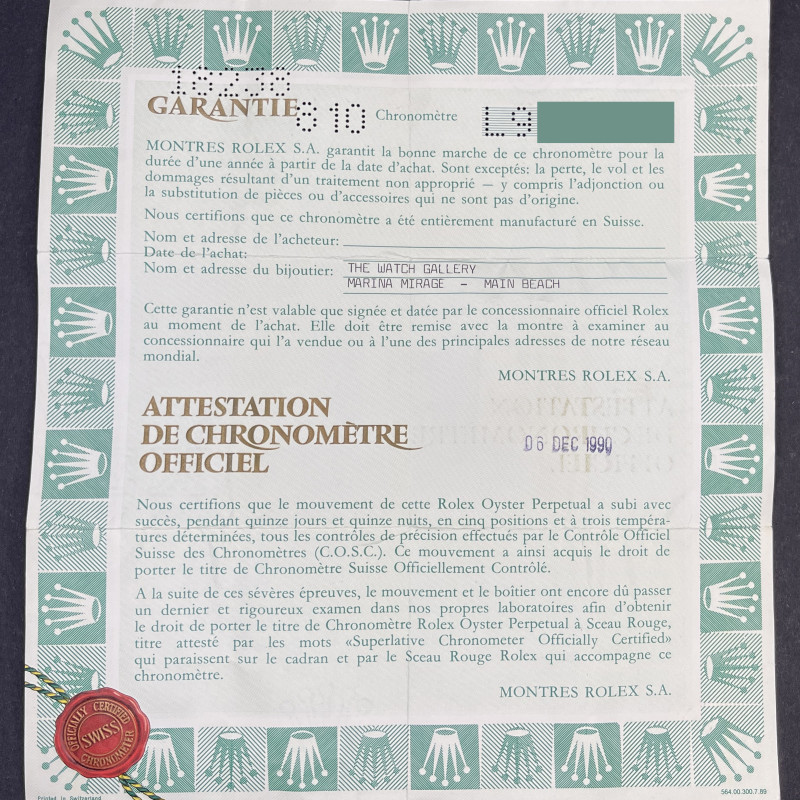 18238
GARANTIE
610 Chronomètre L9
MONTRES ROLEX S.A. garantit la bonne marche de ce chronomètre pour la
durée d'une année à partir de la date d'achat. Sont exceptés: la perte, le vol et les
dommages résultant d'un traitement non approprié – y compris l'adjonction ou
la substitution de pièces ou d'accessoires qui ne sont pas d'origine.
Nous certifions que ce chronomètre a été entièrement manufacturé en Suisse.
Nom et adresse de l'acheteur:
Date de l'achat:
Nom et adresse du bijoutier: THE WATCH GALLERY
MARINA MIRAGE – MAIN BEACH
Cette garantie n'est valable que signée et datée par le concessionnaire officiel Rolex
au moment de l'achat. Elle doit être remise avec la montre à examiner au
concessionnaire qui l'a vendue ou à l'une des principales adresses de notre réseau
mondial.
MONTRES ROLEX S.A.
ATTESTATION
DE CHRONOMÈTRE
OFFICIEL
06 DEC 1990
Nous certifions que le mouvement de cette Rolex Oyster Perpetual a subi avec
succès, pendant quinze jours et quinze nuits, en cinq positions et à trois tempéra-
tures déterminées, tous les contrôles de précision effectués par le Contrôle Officiel
Suisse des Chronomètres (C.O.S.C.). Ce mouvement a ainsi acquis le droit de
porter le titre de Chronomètre Suisse Officiellement Contrôlé.
A la suite de ces sévères épreuves, le mouvement et le boîtier ont encore dû passer
un dernier et rigoureux examen dans nos propres laboratoires afin d'obtenir
le droit de porter le titre de Chronomètre Rolex Oyster Perpetual à Sceau Rouge,
titre attesté par les mots «Superlative Chronometer Officially Certified»
qui paraissent sur le cadran et par le Sceau Rouge Rolex qui accompagne ce
chronomètre.
MONTRES ROLEX S.A.
OFFICIALLY CERTIFIED
SWISS
CHRONOMETER
Printed in Switzerland
564.00.300.7.89